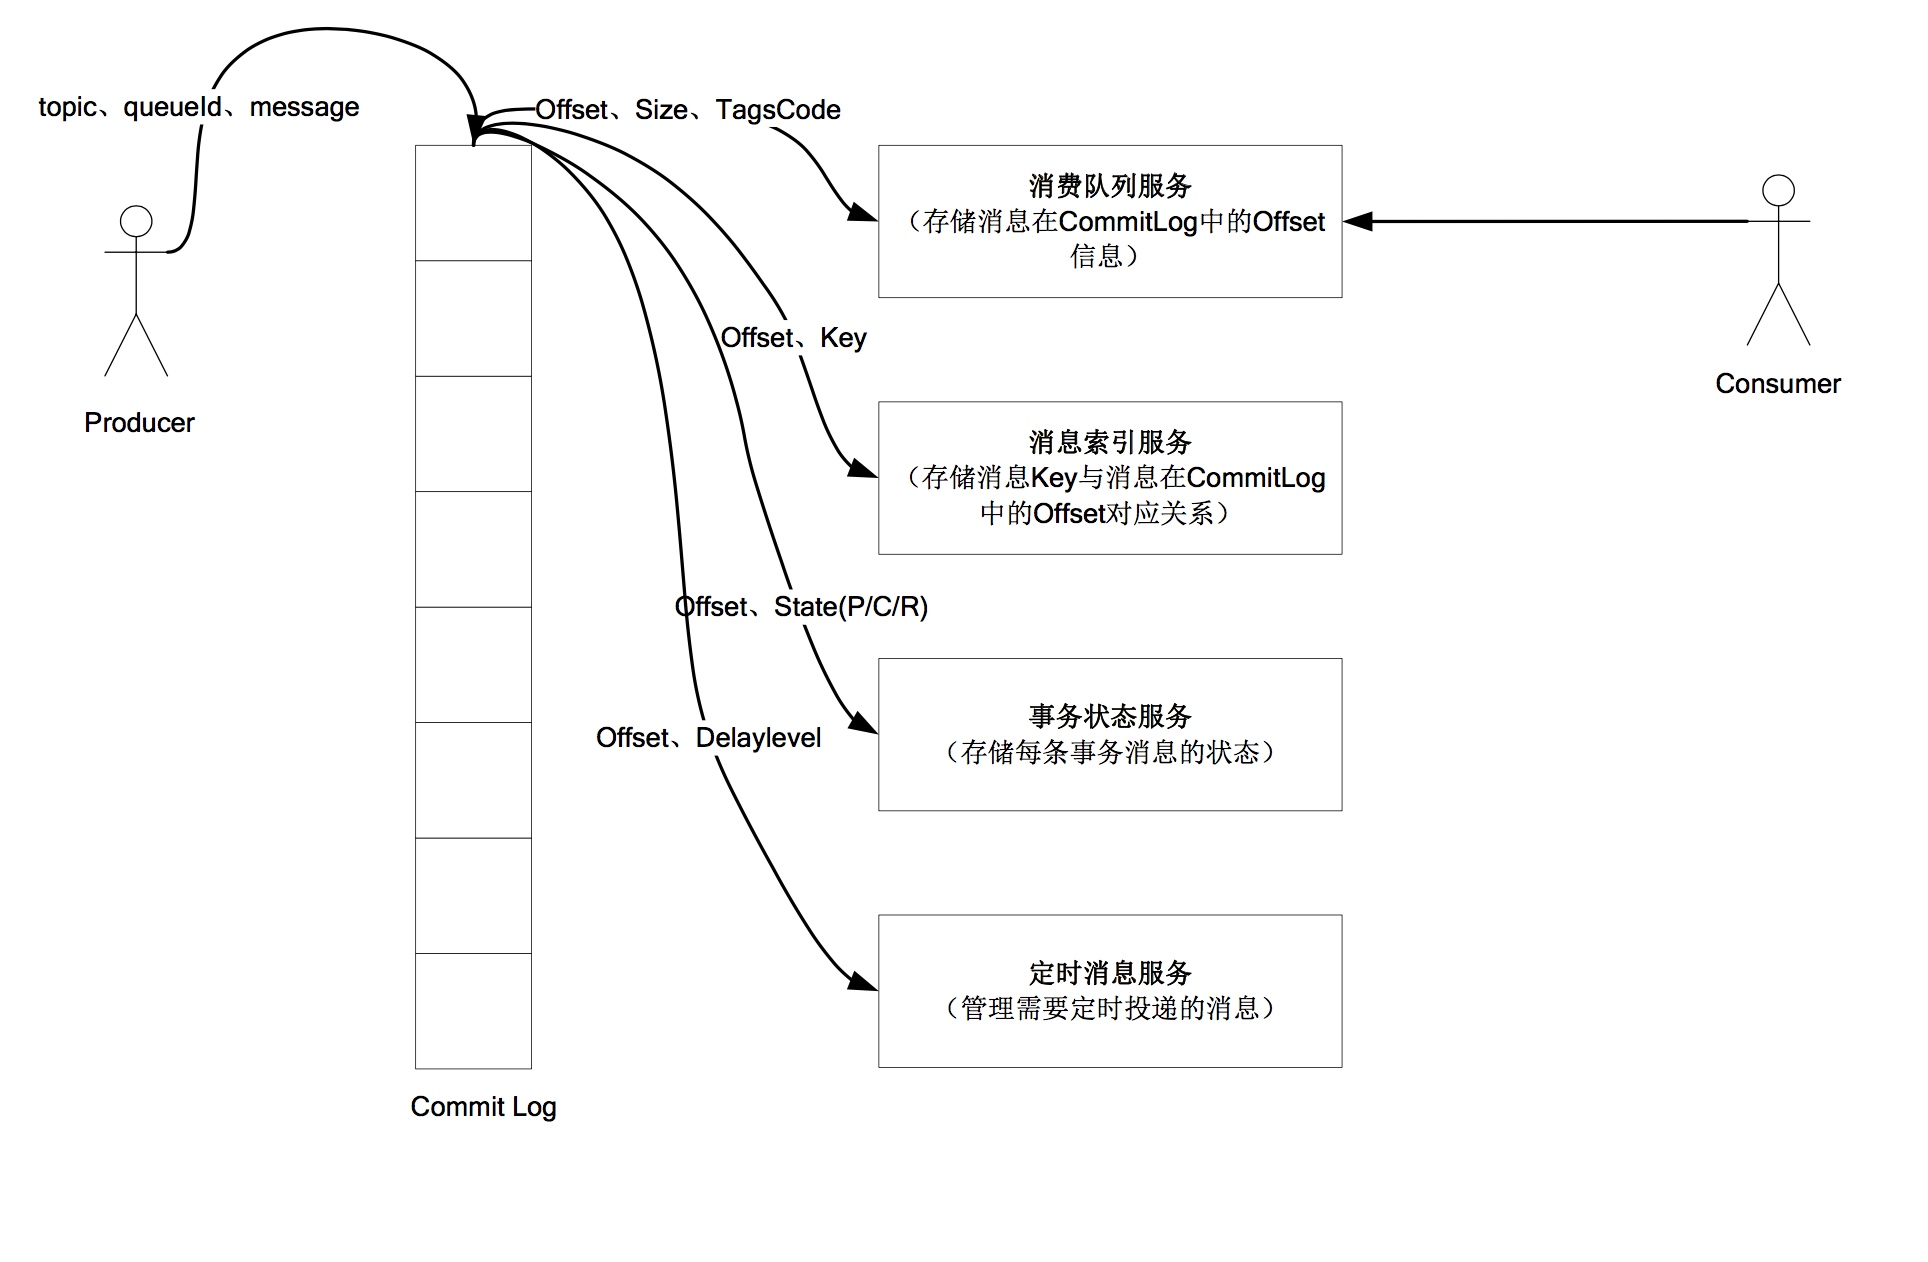 topic、queueId、message
Offset、Size、TagsCode
消费队列服务
（存储消息在CommitLog中的Offset
信息）
Offset、Key
Consumer
Producer
消息索引服务
（存储消息Key与消息在CommitLog
中的Offset对应关系）
Offset、State(P/C/R)
事务状态服务
（存储每条事务消息的状态）
Offset、Delaylevel
定时消息服务
（管理需要定时投递的消息）
Commit Log